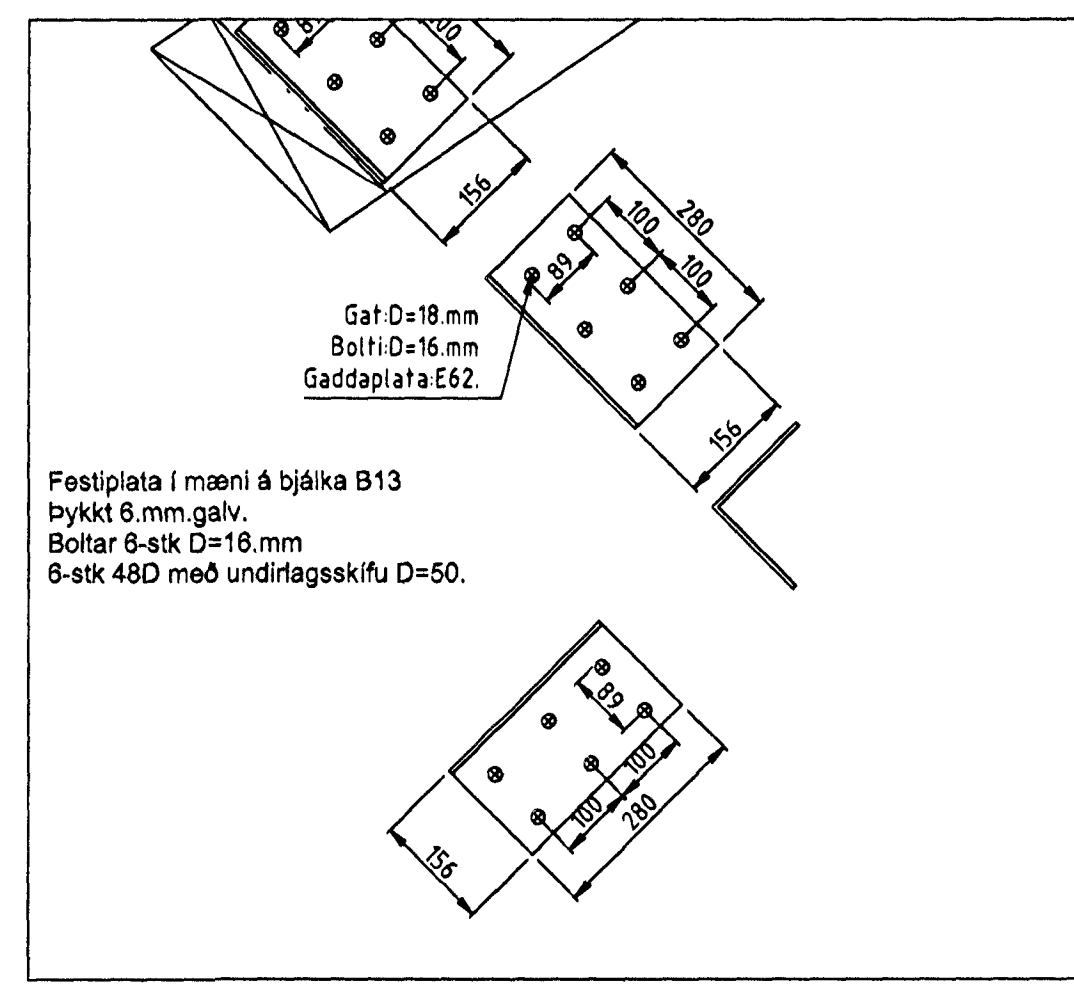 100
156
280
100
100
89
Gat:D=18.mm
Bolti:D=16.mm
Gaddaplata:E62.
156
Festiplata í mæni á bjálka B13
Þykkt 6.mm.galv.
Boltar 6-stk D=16.mm
6-stk 48D með undirlagsskífu D=50.
89
100
100
280
156